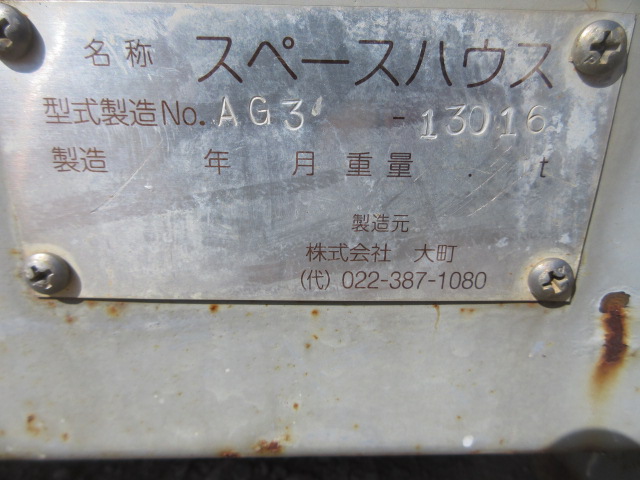 名称 スペースハウス
型式製造No. AG3 -13016
製造 年 月 重量 t
製造元
株式会社 大町
(代) 022-387-1080